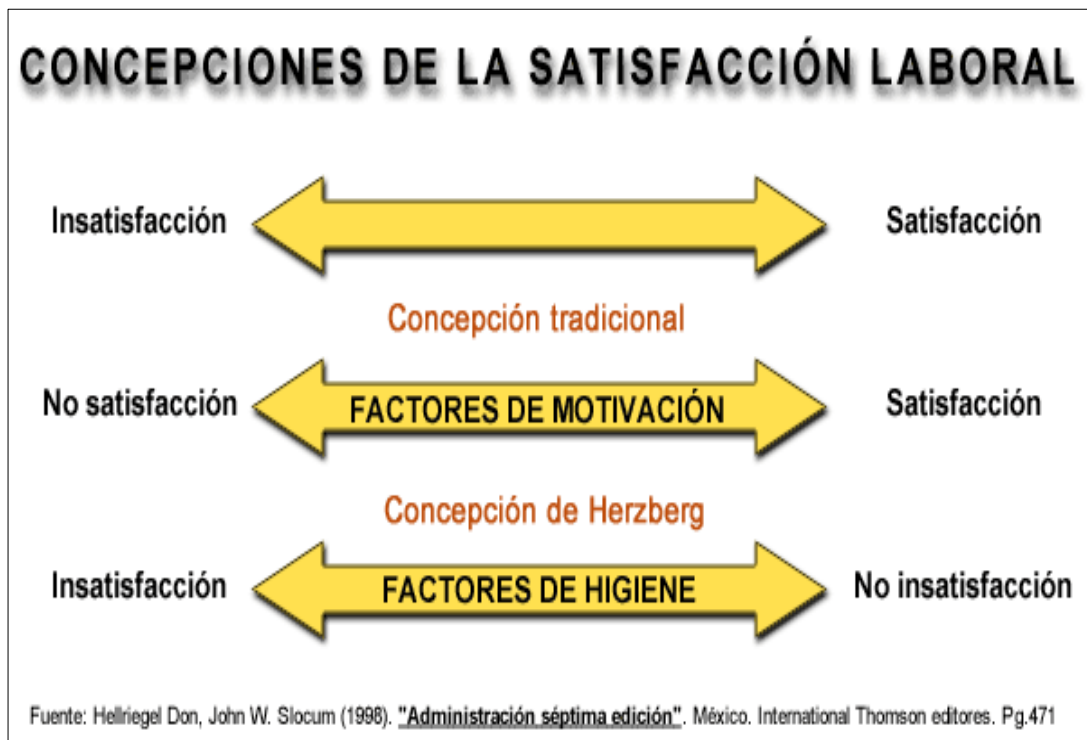 CONCEPCIONES DE LA SATISFACCIÓN LABORAL
Insatisfacción Satisfacción
Concepción tradicional
No satisfacción FACTORES DE MOTIVACIÓN Satisfacción
Concepción de Herzberg
Insatisfacción FACTORES DE HIGIENE No insatisfacción
Fuente: Hellriegel Don, John W. Slocum (1998). "Administración séptima edición". México. International Thomson editores. Pg.471